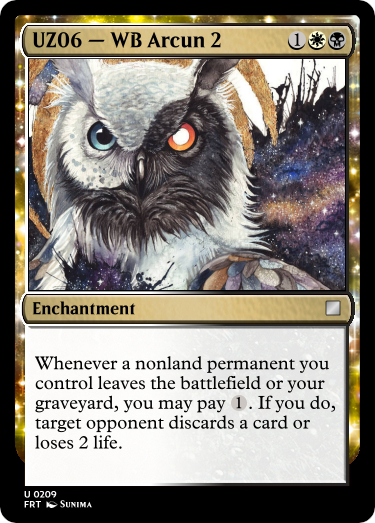 UZ06 — WB Arcun 2 1
Enchantment
Whenever a nonland permanent you
control leaves the battlefield or your
graveyard, you may pay 1. If you do,
target opponent discards a card or
loses 2 life.
U 0209
FRT Sunima